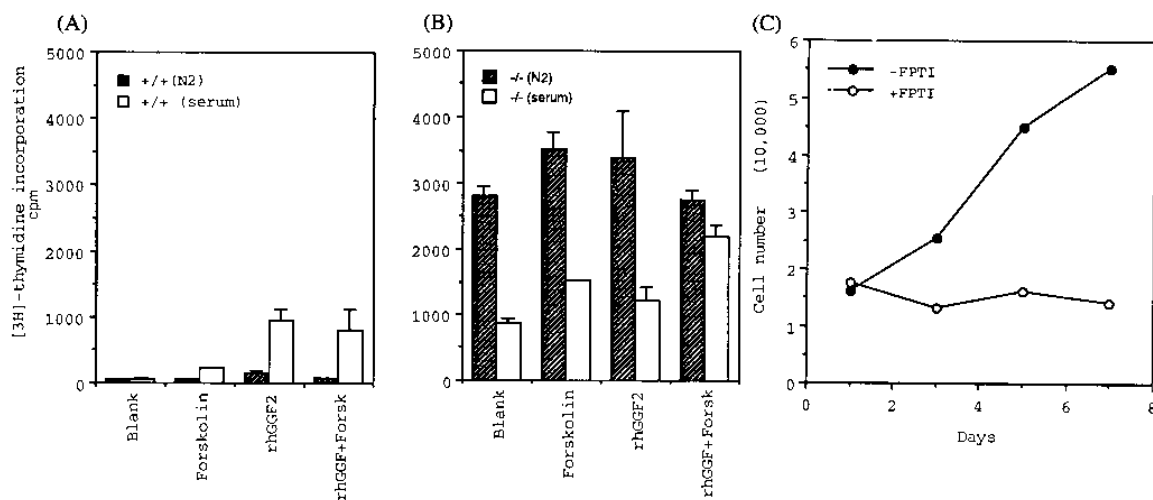 (A)
[3H]-thymidine incorporation
cpm
5000
4000
3000
2000
1000
0
+/+(N2)
+/+ (serum)
Blank
Forskolin
rhGGF2
rhGGF+Forsk
(B)
5000
4000
3000
2000
1000
0
-/- (N2)
-/- (serum)
Blank
Forskolin
rhGGF2
rhGGF+Forsk
(C)
Cell number (10,000)
6
5
4
3
2
1
0
-FPTI
+FPTI
0
2
4
6
8
Days